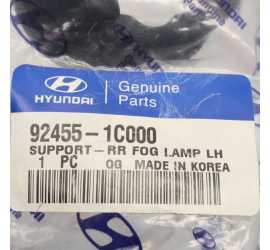 HYUNDAI
Genuine
Parts
92455-1C000
SUPPORT-RR FOG LAMP LH
1 PC OG MADE IN KOREA